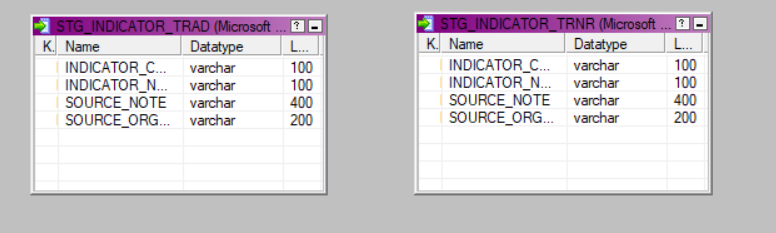 STG_INDICATOR_TRAD (Microsoft ... ?
K. Name Datatype L...
INDICATOR_C... varchar 100
INDICATOR_N... varchar 100
SOURCE_NOTE varchar 400
SOURCE_ORG... varchar 200
STG_INDICATOR_TRNR (Microsoft ... ?
K. Name Datatype L...
INDICATOR_C... varchar 100
INDICATOR_N... varchar 100
SOURCE_NOTE varchar 400
SOURCE_ORG... varchar 200